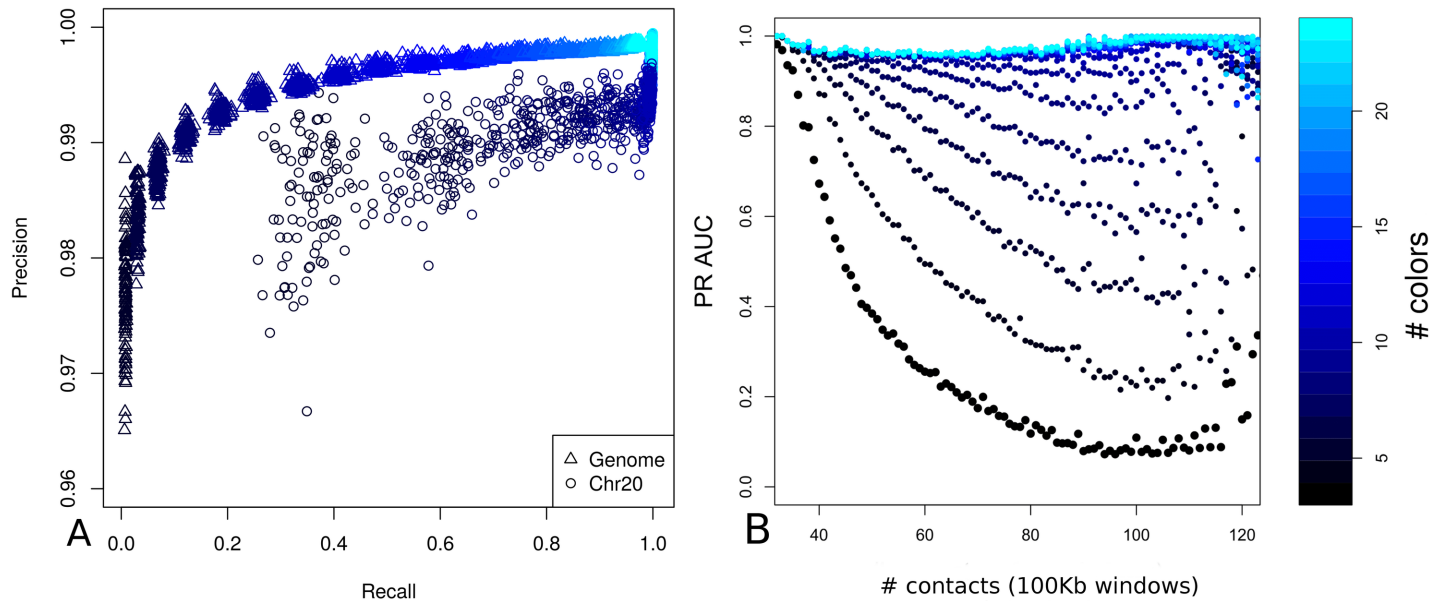 Precision
1.00
0.99
0.98
0.97
0.96
0.0 0.2 0.4 0.6 0.8 1.0
Recall
Genome
Chr20
A
PR AUC
1.0
0.8
0.6
0.4
0.2
0.0
40 60 80 100 120
# contacts (100Kb windows)
B
20
15
10
5
# colors